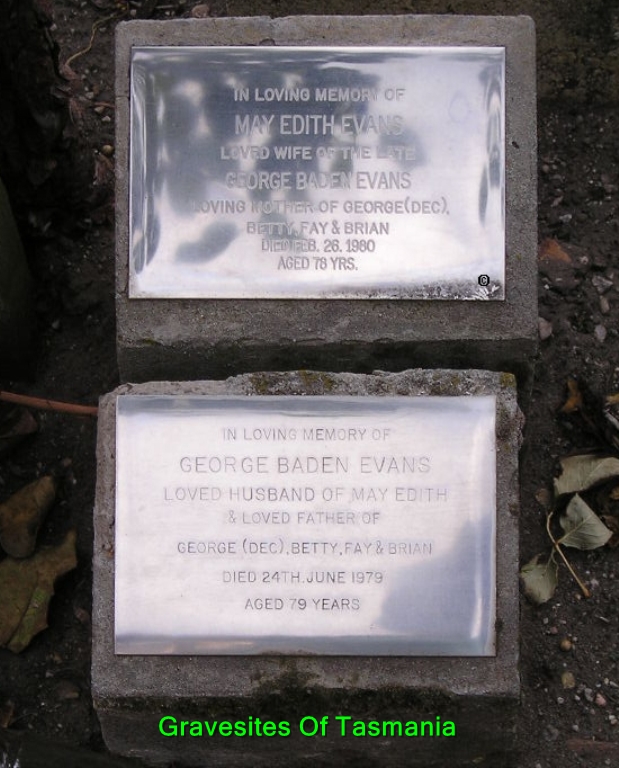 IN LOVING MEMORY OF
MAY EDITH EVANS
LOVED WIFE OF THE LATE
GEORGE BADEN EVANS
LOVING MOTHER OF GEORGE(DEC),
BETTY, FAY & BRIAN
DIED FEB. 26. 1980
AGED 78 YRS.
©
IN LOVING MEMORY OF
GEORGE BADEN EVANS
LOVED HUSBAND OF MAY EDITH
& LOVED FATHER OF
GEORGE (DEC), BETTY, FAY & BRIAN
DIED 24TH. JUNE 1979
AGED 79 YEARS
Gravesites Of Tasmania